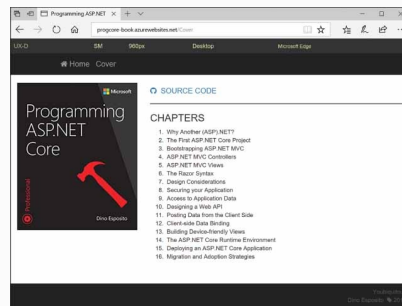 Programming ASP.NET
progcore-book.azurewebsites.net/Cover
UX-D SM 960px Desktop Microsoft Edge
Home Cover
Microsoft
Programming
ASP.NET
Core
Professional
Dino Esposito
SOURCE CODE
CHAPTERS
1. Why Another (ASP).NET?
2. The First ASP.NET Core Project
3. Bootstrapping ASP.NET MVC
4. ASP.NET MVC Controllers
5. ASP.NET MVC Views
6. The Razor Syntax
7. Design Considerations
8. Securing your Application
9. Access to Application Data
10. Designing a Web API
11. Posting Data from the Client Side
12. Client-side Data Binding
13. Building Device-friendly Views
14. The ASP.NET Core Runtime Environment
15. Deploying an ASP.NET Core Application
16. Migration and Adoption Strategies
Dino Esposito